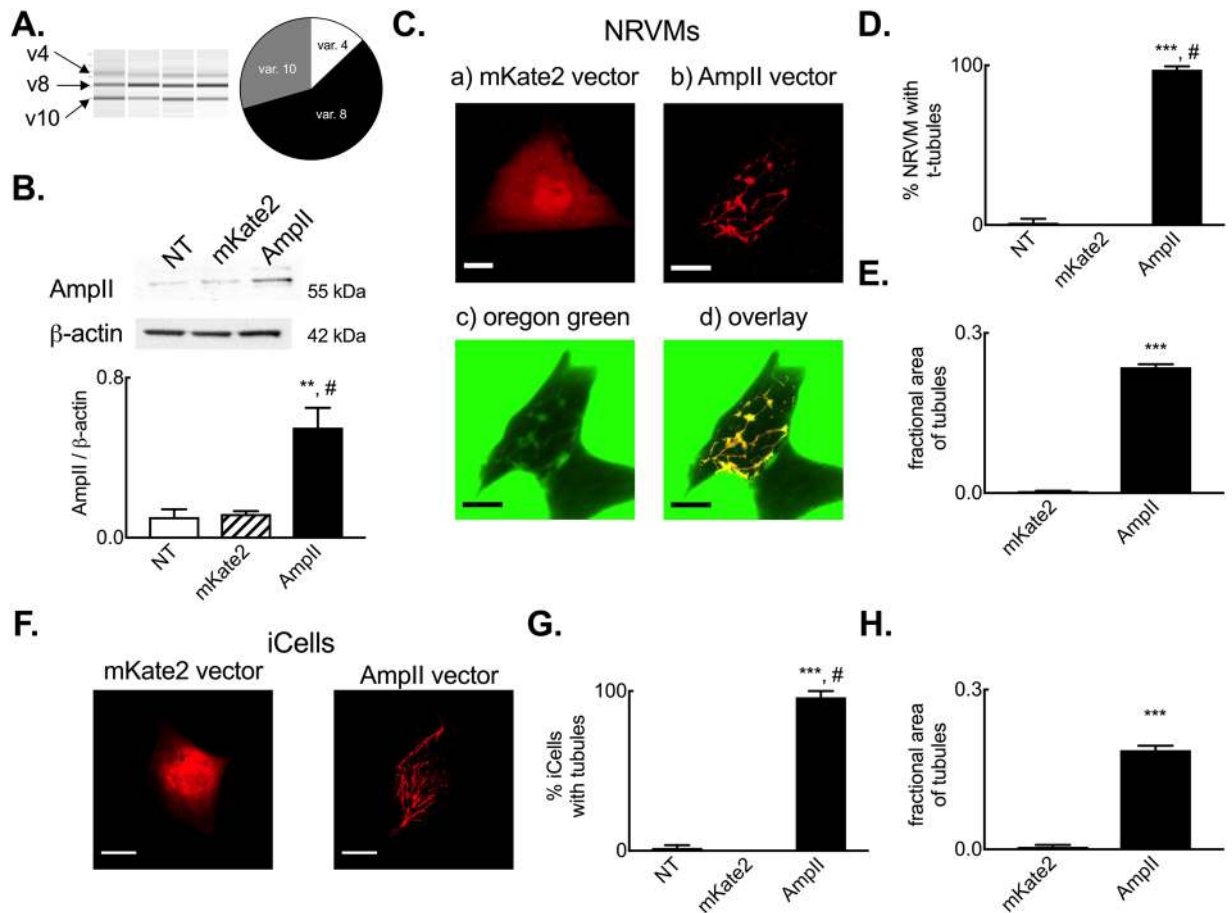 A.
v4
v8
v10
var. 4
var. 10
var. 8
B.
NT
mKate2
AmpII
AmpII
55 kDa
β-actin
42 kDa
AmpII / β-actin
0.8
0.0
**, #
NT
mKate2
AmpII
C.
NRVMs
a) mKate2 vector
b) AmpII vector
c) oregon green
d) overlay
D.
% NRVM with
t-tubules
100
0
***, #
NT
mKate2
AmpII
E.
fractional area
of tubules
0.3
0.0
***
mKate2
AmpII
F.
iCells
mKate2 vector
AmpII vector
G.
% iCells
with tubules
100
0
***, #
NT
mKate2
AmpII
H.
fractional area
of tubules
0.3
0.0
***
mKate2
AmpII